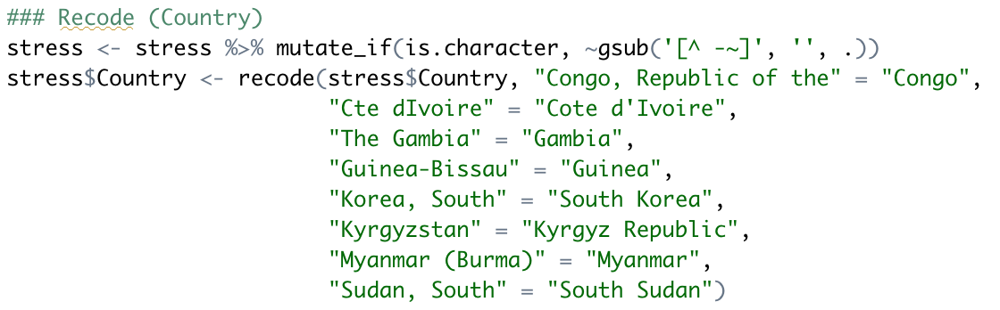 ### Recode (Country)
stress <- stress %>% mutate_if(is.character, ~gsub('[^ -~]', '', .))
stress$Country <- recode(stress$Country, "Congo, Republic of the" = "Congo",
"Cte dIvoire" = "Cote d'Ivoire",
"The Gambia" = "Gambia",
"Guinea-Bissau" = "Guinea",
"Korea, South" = "South Korea",
"Kyrgyzstan" = "Kyrgyz Republic",
"Myanmar (Burma)" = "Myanmar",
"Sudan, South" = "South Sudan")